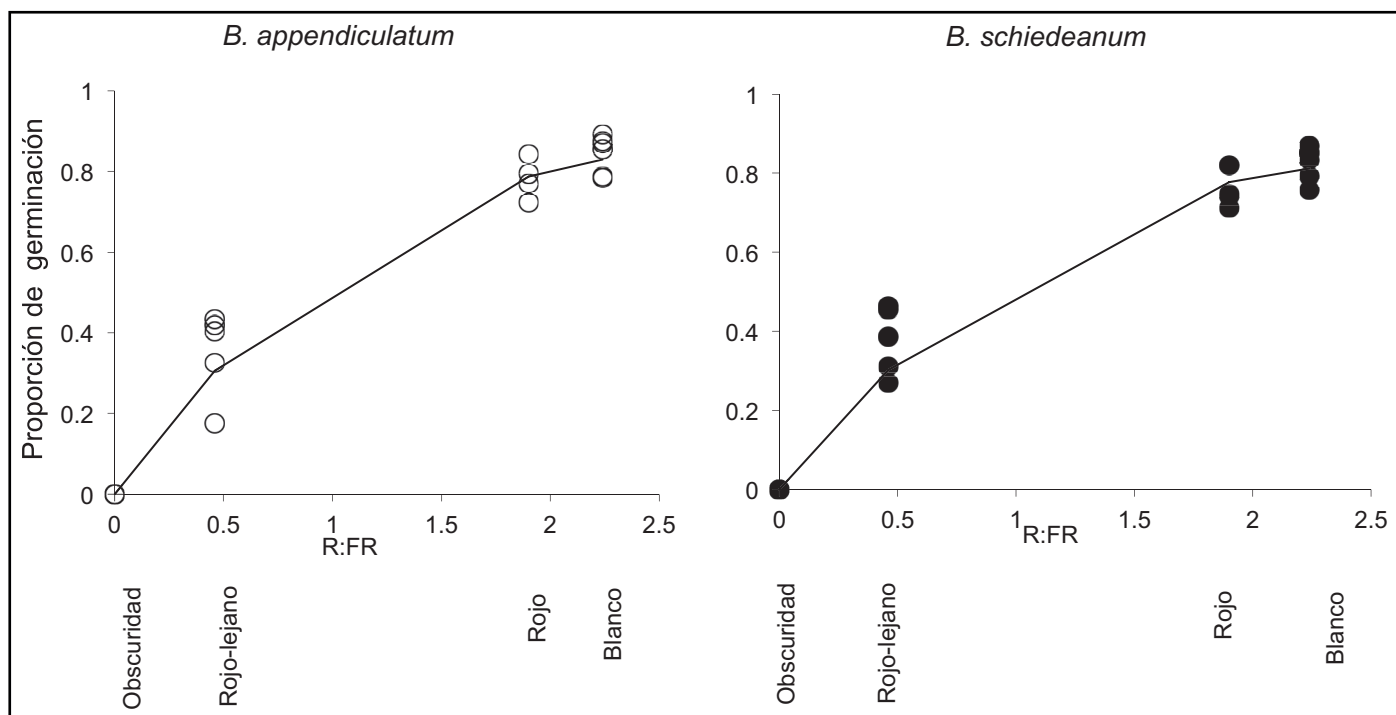 B. appendiculatum
B. schiedeanum
Proporción de germinación
1
0.8
0.6
0.4
0.2
0
0
0.5
1
1.5
2
2.5
R:FR
Obscuridad
Rojo-lejano
Rojo
Blanco
1
0.8
0.6
0.4
0.2
0
0
0.5
1
1.5
2
2.5
R:FR
Obscuridad
Rojo-lejano
Rojo
Blanco